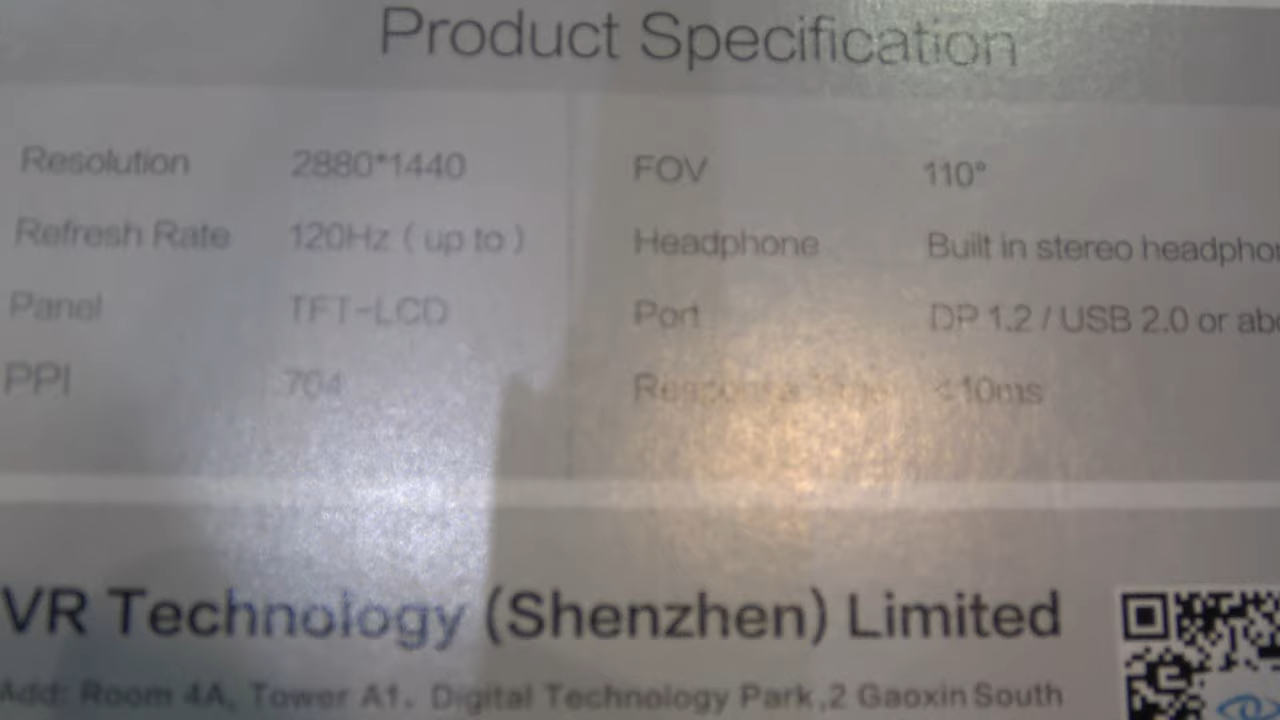 Product Specification
Resolution 2880*1440 FOV 110°
Refresh Rate 120Hz ( up to ) Headphone Built in stereo
Panel TFT-LCD Port DP 1.2 / USB 2.0 or
PPI 704 <10ms
VR Technology (Shenzhen) Limited
Add: Room 4A, Tower A1. Digital Technology Park,2 Gaoxin South